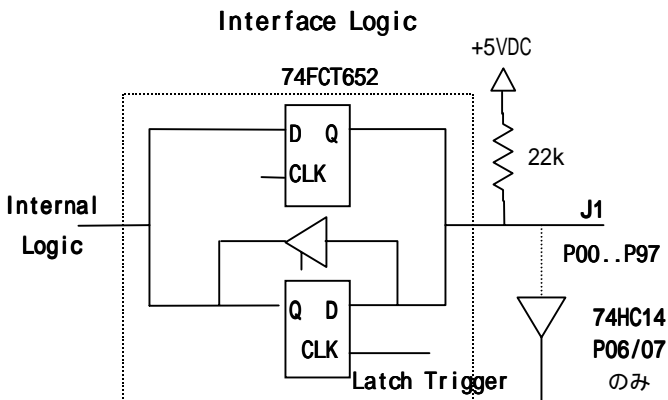 Interface Logic
+5VDC
74FCT652
D Q
CLK
22k
Internal
Logic
J1
P00..P97
Q D
CLK
Latch Trigger
74HC14
P06/07
のみ